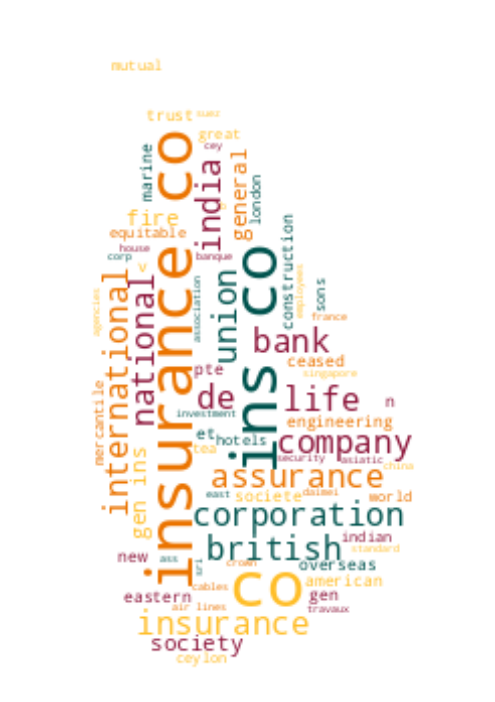 mutual
trust
suez
great
cey
marine
insurance co
india
general
london
fire
equitable
house
corp
banque
v
international
national
agencies
association
union
ins co
construction
employees
sons
france
bank
ceased
singapore
pte
de
life
n
mercantile
investment
engineering
et
hotels
company
tea
security
asiatic
china
gen ins
assurance
east
societe
daimei
world
corporation
british
indian
standard
new
ass
sri
crown
overseas
cables
co
american
eastern
gen
air lines
travaux
insurance
society
ceylon